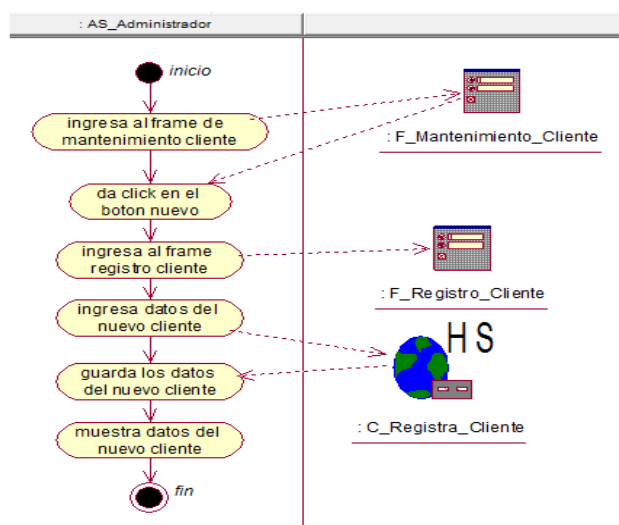 : AS_Administrador
inicio
ingresa al frame de
mantenimiento cliente
: F_Mantenimiento_Cliente
da click en el
boton nuevo
ingresa al frame
registro cliente
: F_Registro_Cliente
ingresa datos del
nuevo cliente
H S
guarda los datos
del nuevo cliente
: C_Registra_Cliente
muestra datos del
nuevo cliente
fin